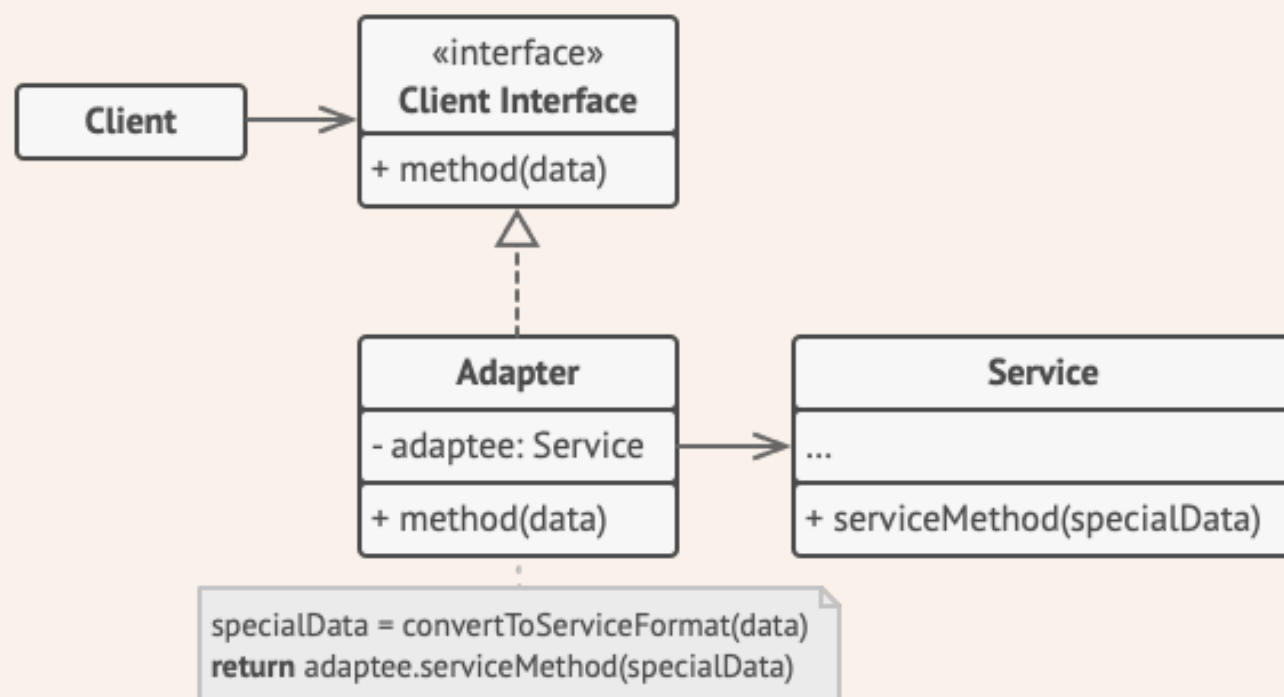 «interface»
Client Interface
Client
+ method(data)
Adapter
- adaptee: Service
+ method(data)
Service
...
+ serviceMethod(specialData)
specialData = convertToServiceFormat(data)
return adaptee.serviceMethod(specialData)